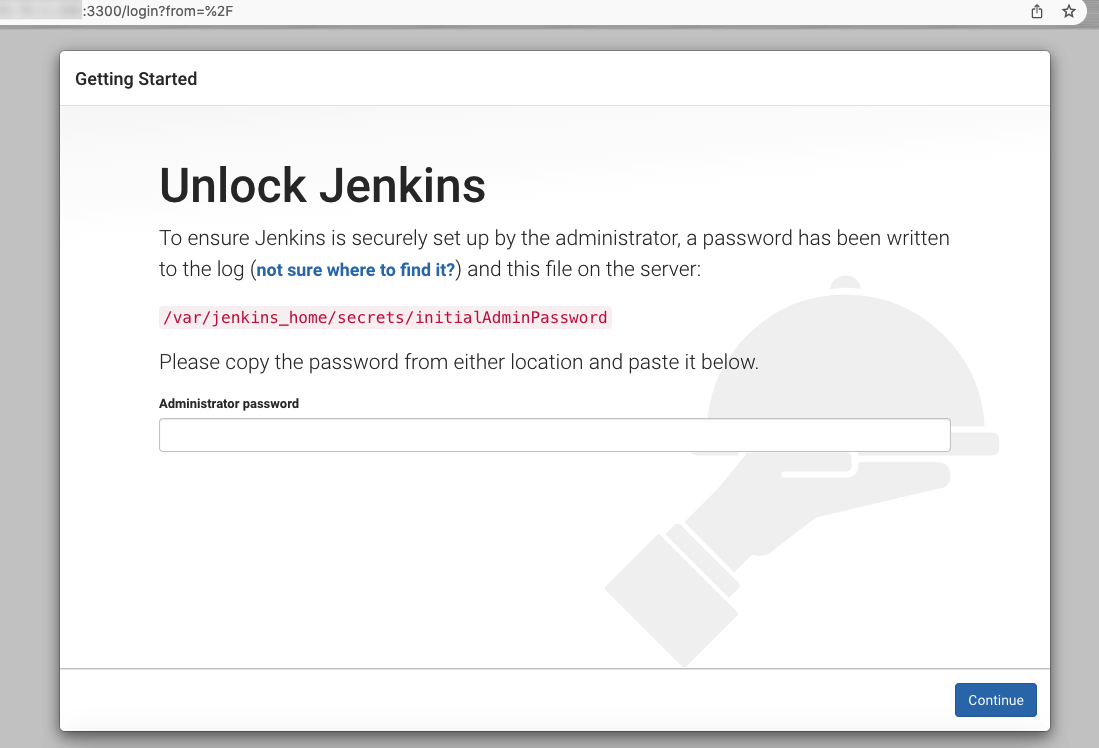 :3300/login?from=%2F
Getting Started
Unlock Jenkins
To ensure Jenkins is securely set up by the administrator, a password has been written
to the log (not sure where to find it?) and this file on the server:
/var/jenkins_home/secrets/initialAdminPassword
Please copy the password from either location and paste it below.
Administrator password
Continue